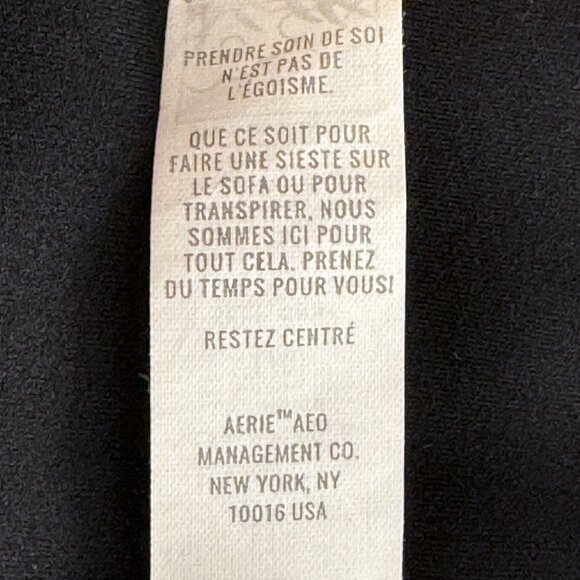 PRENDRE SOIN DE SOI
N'EST PAS DE
L'ÉGOISME.
QUE CE SOIT POUR
FAIRE UNE SIESTE SUR
LE SOFA OU POUR
TRANSPIRER, NOUS
SOMMES ICI POUR
TOUT CELA. PRENEZ
DU TEMPS POUR VOUS!
RESTEZ CENTRÉ
AERIE™AEO
MANAGEMENT CO.
NEW YORK, NY
10016 USA